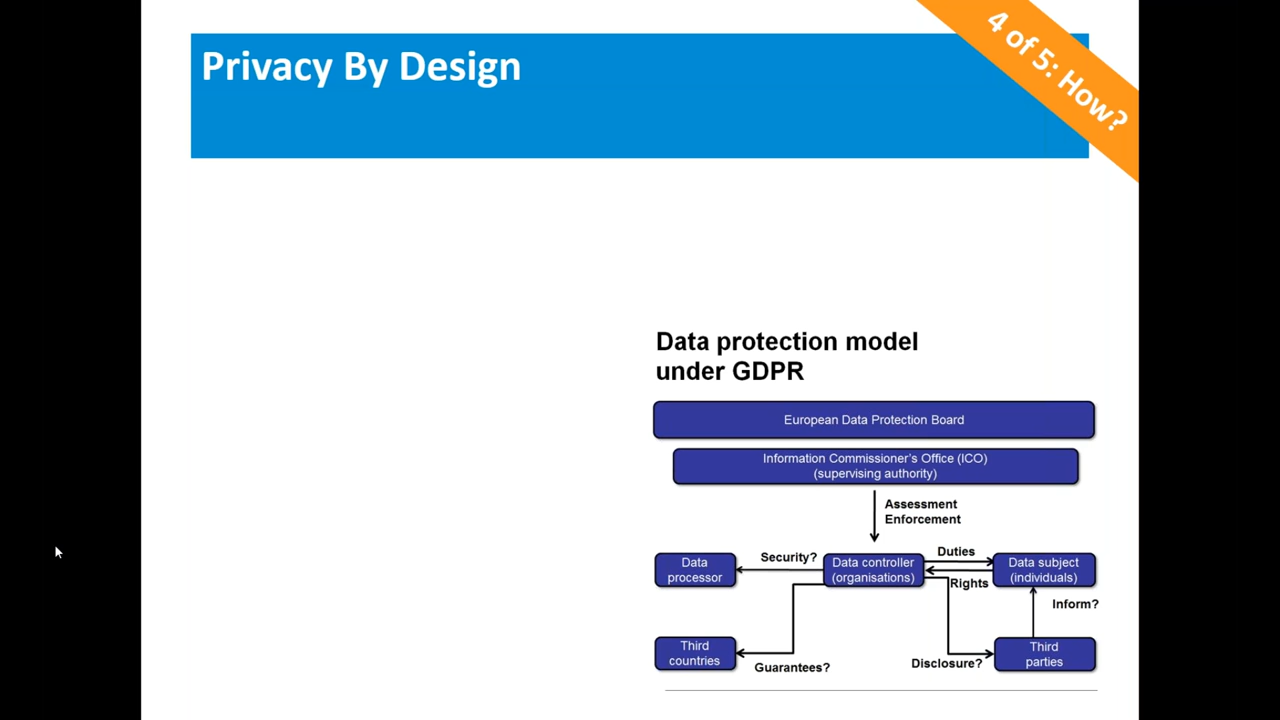 Privacy By Design
4 of 5: How?
Data protection model
under GDPR
European Data Protection Board
Information Commissioner's Office (ICO)
(supervising authority)
Assessment
Enforcement
Data
processor
Security?
Data controller
(organisations)
Duties
Rights
Data subject
(individuals)
Inform?
Third
countries
Guarantees?
Disclosure?
Third
parties